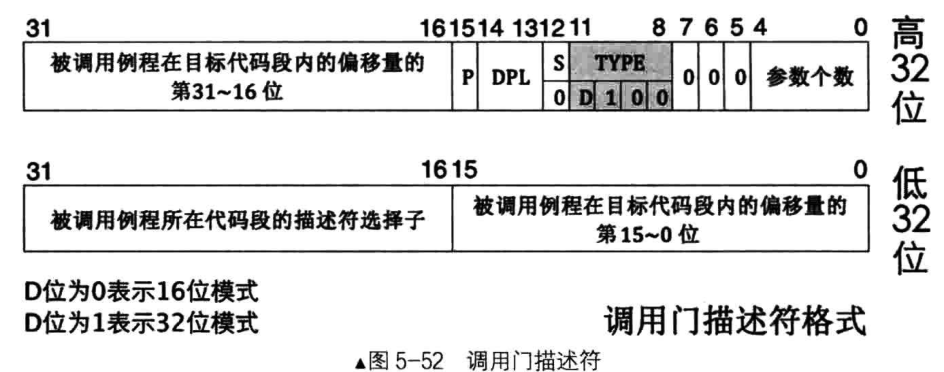 31 16 15 14 13 12 11 8 7 6 5 4 0
被调用例程在目标代码段内的偏移量的
第31~16 位
P DPL S TYPE 0 0 0 参数个数
0 D 1 0 0
高
32
位
31 16 15 0
被调用例程所在代码段的描述符选择子
被调用例程在目标代码段内的偏移量的
第15~0 位
低
32
位
D位为0表示16位模式
D位为1表示32位模式
调用门描述符格式
▲图 5-52 调用门描述符